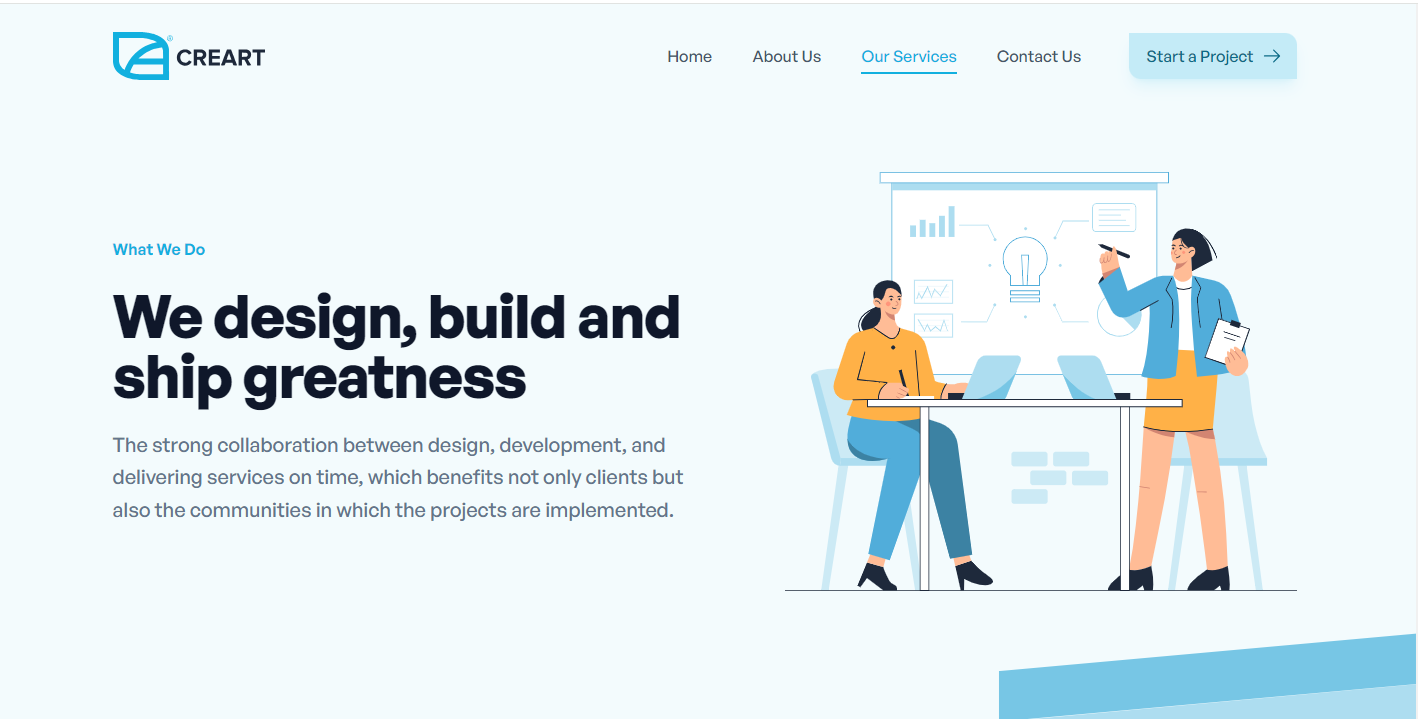 CREART
Home
About Us
Our Services
Contact Us
Start a Project
What We Do
We design, build and
ship greatness
The strong collaboration between design, development, and
delivering services on time, which benefits not only clients but
also the communities in which the projects are implemented.